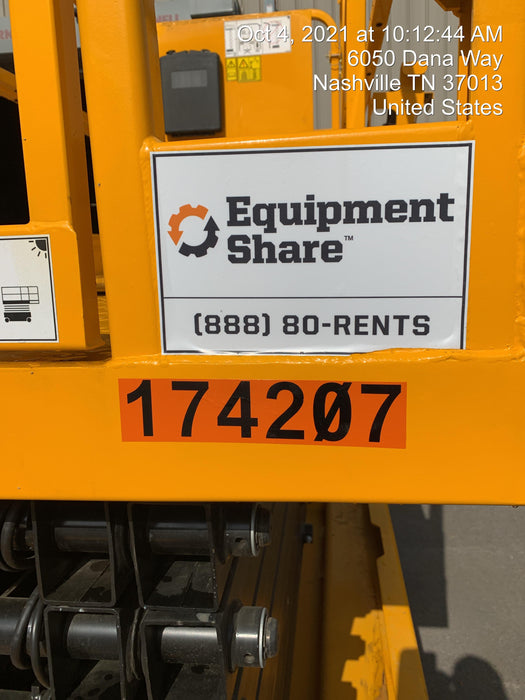 Oct 4, 2021 at 10:12:44 AM
6050 Dana Way
Nashville TN 37013
United States
Equipment
Share™
(888) 80-RENTS
174207